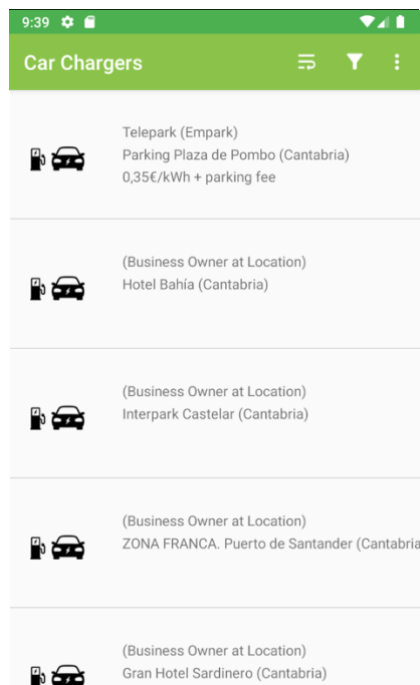 9:39
Car Chargers
Telepark (Empark)
Parking Plaza de Pombo (Cantabria)
0,35€/kWh + parking fee
(Business Owner at Location)
Hotel Bahía (Cantabria)
(Business Owner at Location)
Interpark Castelar (Cantabria)
(Business Owner at Location)
ZONA FRANCA. Puerto de Santander (Cantabria
(Business Owner at Location)
Gran Hotel Sardinero (Cantabria)